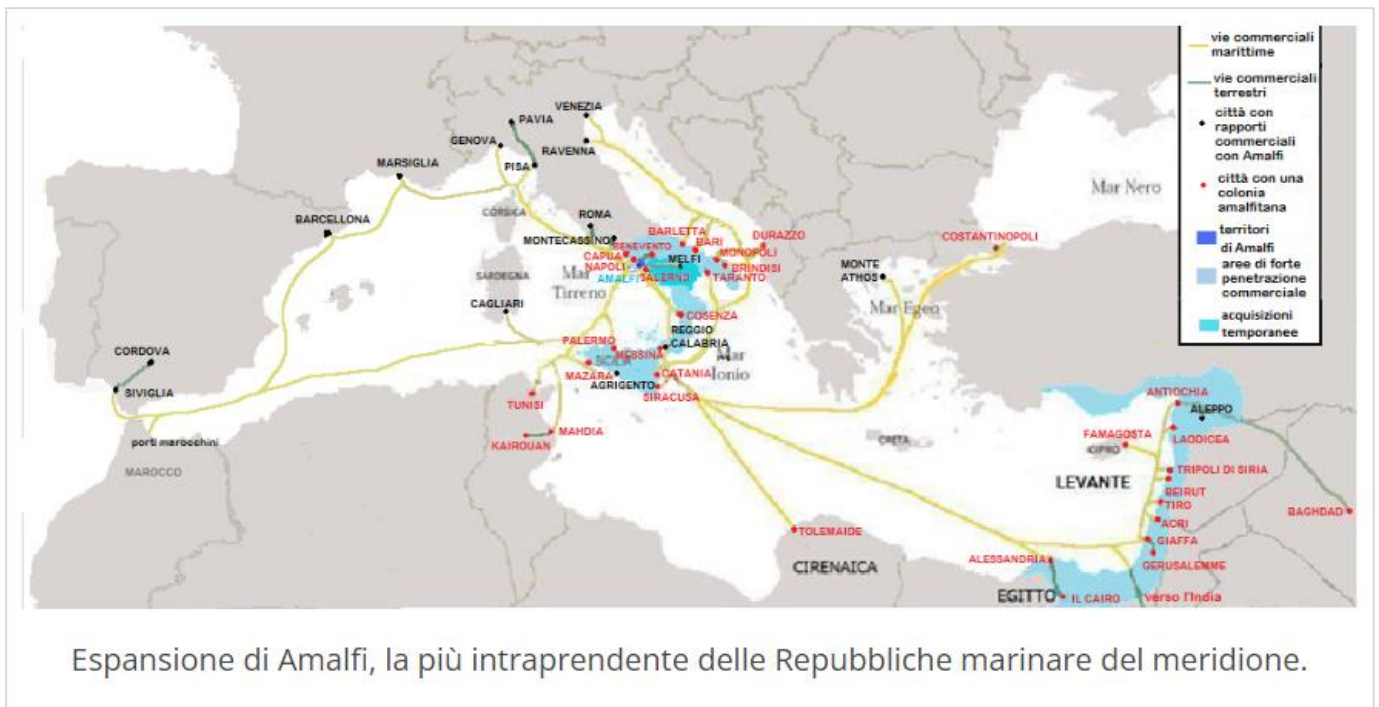 vie commerciali
marittime
vie commerciali
terrestri
città con
rapporti
commerciali
con Amalfi
città con una
colonia
amalfitana
territori
di Amalfi
aree di forte
penetrazione
commerciale
acquisizioni
temporanee
VENEZIA
PAVIA
GENOVA
RAVENNA
PISA
MARSIGLIA
Mar Nero
CORSICA
BARCELLONA
ROMA
BARLETTA
DURAZZO
COSTANTINOPOLI
MONTECASSINO
BENEVENTO
BARI
CAPUA
MELFI
MONOPOLI
NAPOLI
BRINDISI
MONTE
ATHOS
SARDEGNA
Mar
Tirreno
AMALFI
SALERNO
TARANTO
CAGLIARI
Mar Egeo
COSENZA
REGGIO
CALABRIA
PALERMO
MESSINA
SICILIA
Mar
Ionio
CORDOVA
MAZARA
CATANIA
AGRIGENTO
SIRACUSA
SIVIGLIA
TUNISI
ANTIOCHIA
ALEPPO
porti marocchini
MAHDIA
KAIROUAN
CRETA
FAMAGOSTA
CIPRO
LAODICEA
MAROCCO
LEVANTE
TRIPOLI DI SIRIA
BEIRUT
TIRO
BAGHDAD
ACRI
TOLEMAIDE
GIAFFA
CIRENAICA
ALESSANDRIA
GERUSALEMME
EGITTO
IL CAIRO
verso l'India
Espansione di Amalfi, la più intraprendente delle Repubbliche marinare del meridione.